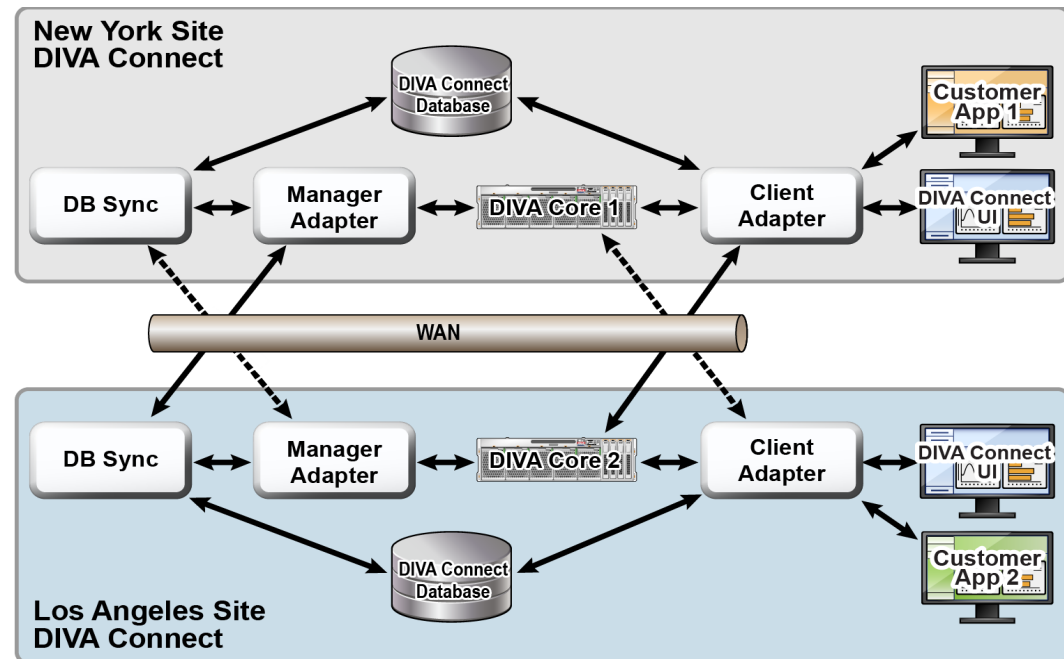 New York Site
DIVA Connect
DIVA Connect
Database
Customer
App 1
DB Sync
Manager
Adapter
DIVA Core 1
Client
Adapter
DIVA Connect
UI
WAN
DB Sync
Manager
Adapter
DIVA Core 2
Client
Adapter
DIVA Connect
UI
DIVA Connect
Database
Customer
App 2
Los Angeles Site
DIVA Connect